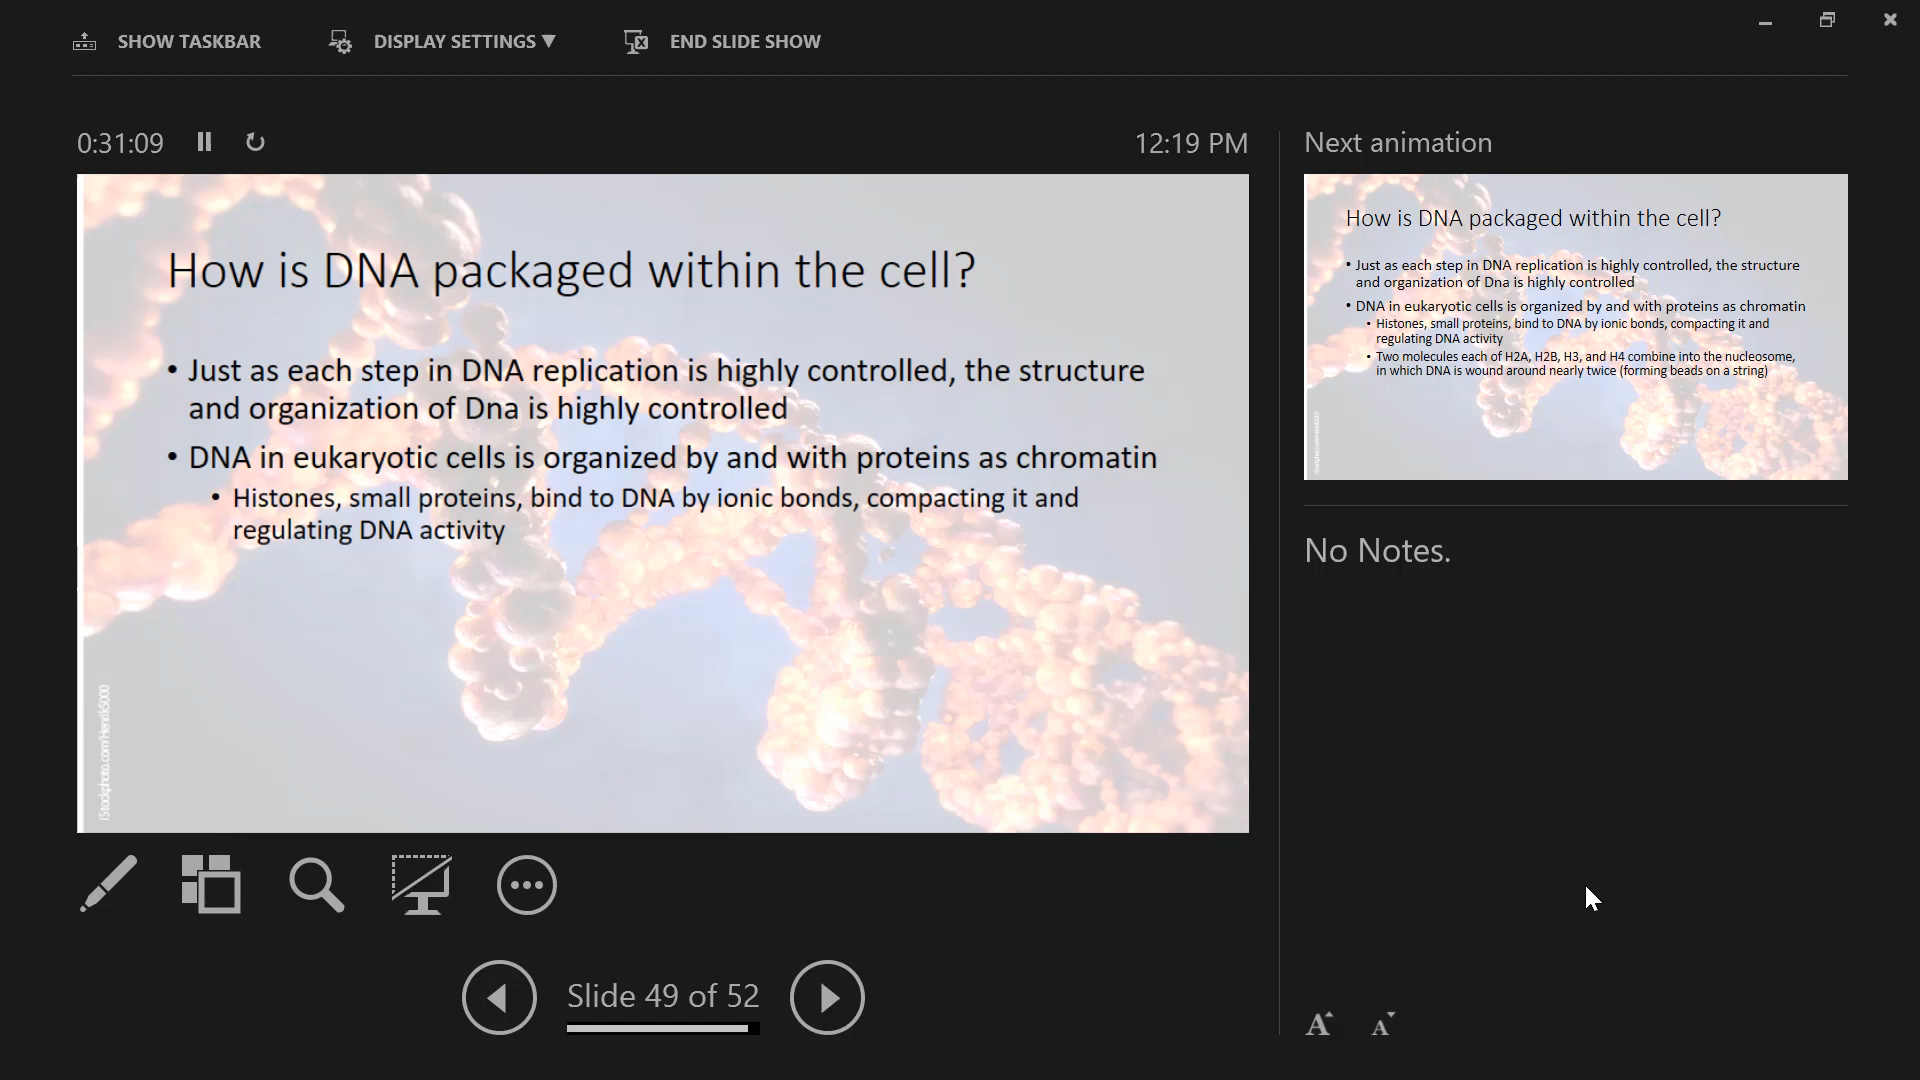 SHOW TASKBAR
DISPLAY SETTINGS ▼
END SLIDE SHOW
0:31:09
12:19 PM
Next animation
How is DNA packaged within the cell?
• Just as each step in DNA replication is highly controlled, the structure
and organization of Dna is highly controlled
• DNA in eukaryotic cells is organized by and with proteins as chromatin
• Histones, small proteins, bind to DNA by ionic bonds, compacting it and
regulating DNA activity
iStockphoto.com/Henrik5000
How is DNA packaged within the cell?
• Just as each step in DNA replication is highly controlled, the structure
and organization of Dna is highly controlled
• DNA in eukaryotic cells is organized by and with proteins as chromatin
• Histones, small proteins, bind to DNA by ionic bonds, compacting it and
regulating DNA activity
• Two molecules each of H2A, H2B, H3, and H4 combine into the nucleosome,
in which DNA is wound around nearly twice (forming beads on a string)
iStockphoto.com/Henrik5000
No Notes.
Slide 49 of 52
A A